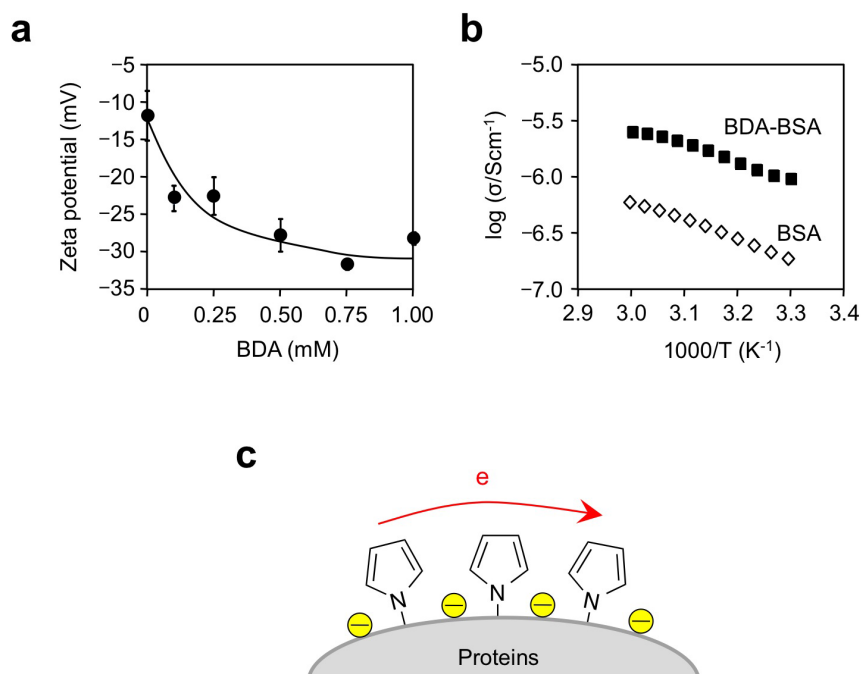 a
−5
−10
−15
−20
−25
−30
−35
Zeta potential (mV)
0 0.25 0.50 0.75 1.00
BDA (mM)
b
−5.0
−5.5
−6.0
−6.5
−7.0
log (σ/Scm⁻¹)
BDA-BSA
BSA
2.9 3.0 3.1 3.2 3.3 3.4
1000/T (K⁻¹)
c
e
N N N
− − − −
Proteins